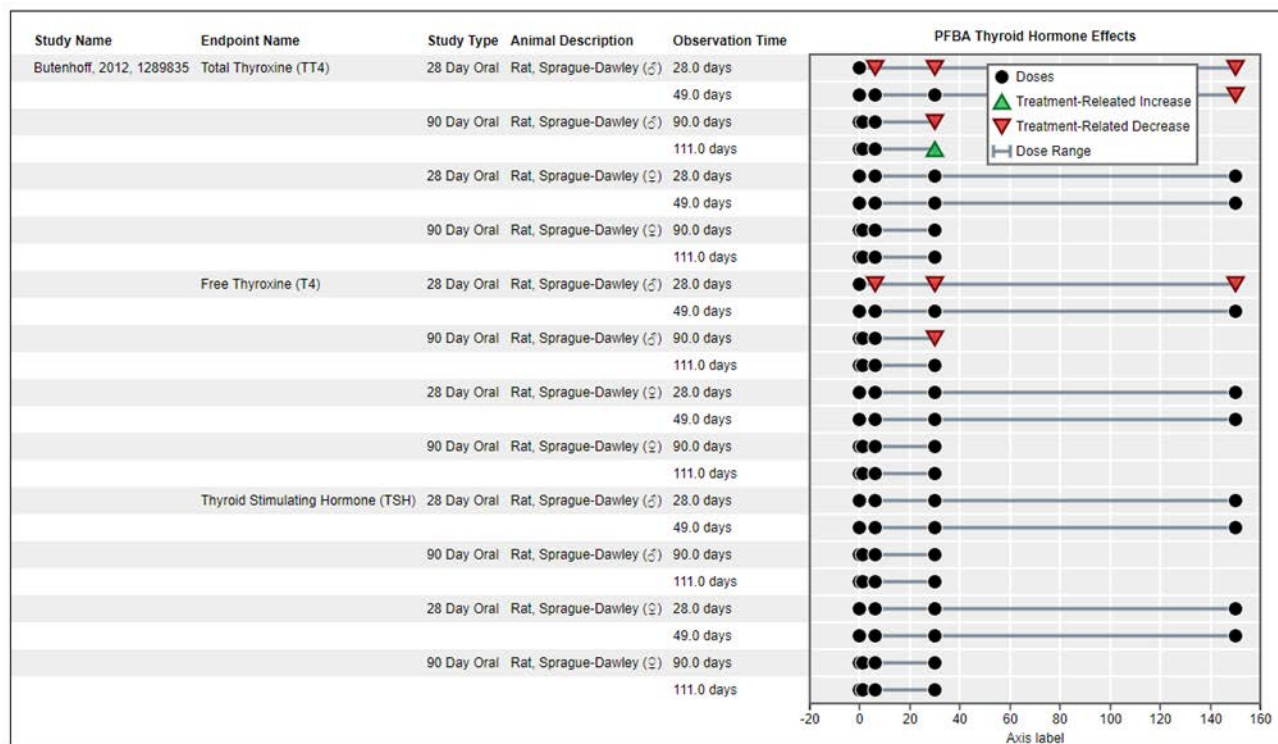 PFBA Thyroid Hormone Effects
Study Name Endpoint Name Study Type Animal Description Observation Time
Butenhoff, 2012, 1289835 Total Thyroxine (TT4) 28 Day Oral Rat, Sprague-Dawley (♂) 28.0 days
49.0 days
90 Day Oral Rat, Sprague-Dawley (♂) 90.0 days
111.0 days
28 Day Oral Rat, Sprague-Dawley (♀) 28.0 days
49.0 days
90 Day Oral Rat, Sprague-Dawley (♀) 90.0 days
111.0 days
Free Thyroxine (T4) 28 Day Oral Rat, Sprague-Dawley (♂) 28.0 days
49.0 days
90 Day Oral Rat, Sprague-Dawley (♂) 90.0 days
111.0 days
28 Day Oral Rat, Sprague-Dawley (♀) 28.0 days
49.0 days
90 Day Oral Rat, Sprague-Dawley (♀) 90.0 days
111.0 days
Thyroid Stimulating Hormone (TSH) 28 Day Oral Rat, Sprague-Dawley (♂) 28.0 days
49.0 days
90 Day Oral Rat, Sprague-Dawley (♂) 90.0 days
111.0 days
28 Day Oral Rat, Sprague-Dawley (♀) 28.0 days
49.0 days
90 Day Oral Rat, Sprague-Dawley (♀) 90.0 days
111.0 days
Doses
Treatment-Releated Increase
Treatment-Related Decrease
Dose Range
-20 0 20 40 60 80 100 120 140 160
Axis label